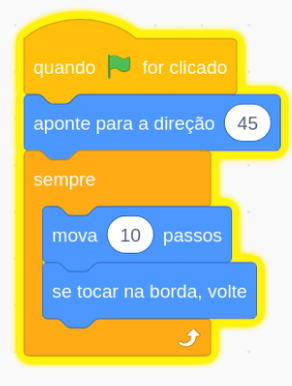 quando for clicado
aponte para a direção 45
sempre
mova 10 passos
se tocar na borda, volte